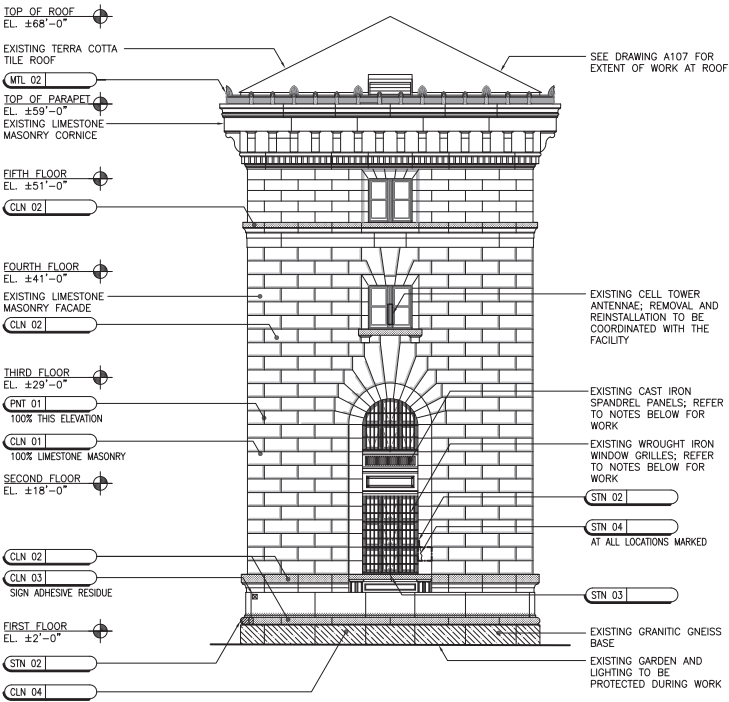 TOP OF ROOF
EL. ±68'-0"
EXISTING TERRA COTTA
TILE ROOF
MTL 02
TOP OF PARAPET
EL. ±59'-0"
EXISTING LIMESTONE
MASONRY CORNICE
FIFTH FLOOR
EL. ±51'-0"
CLN 02
FOURTH FLOOR
EL. ±41'-0"
EXISTING LIMESTONE
MASONRY FACADE
CLN 02
THIRD FLOOR
EL. ±29'-0"
PNT 01
100% THIS ELEVATION
CLN 01
100% LIMESTONE MASONRY
SECOND FLOOR
EL. ±18'-0"
CLN 02
CLN 03
SIGN ADHESIVE RESIDUE
FIRST FLOOR
EL. ±2'-0"
STN 02
CLN 04
SEE DRAWING A107 FOR
EXTENT OF WORK AT ROOF
EXISTING CELL TOWER
ANTENNAE; REMOVAL AND
REINSTALLATION TO BE
COORDINATED WITH THE
FACILITY
EXISTING CAST IRON
SPANDREL PANELS; REFER
TO NOTES BELOW FOR
WORK
EXISTING WROUGHT IRON
WINDOW GRILLES; REFER
TO NOTES BELOW FOR
WORK
STN 02
STN 04
AT ALL LOCATIONS MARKED
STN 03
EXISTING GRANITIC GNEISS
BASE
EXISTING GARDEN AND
LIGHTING TO BE
PROTECTED DURING WORK